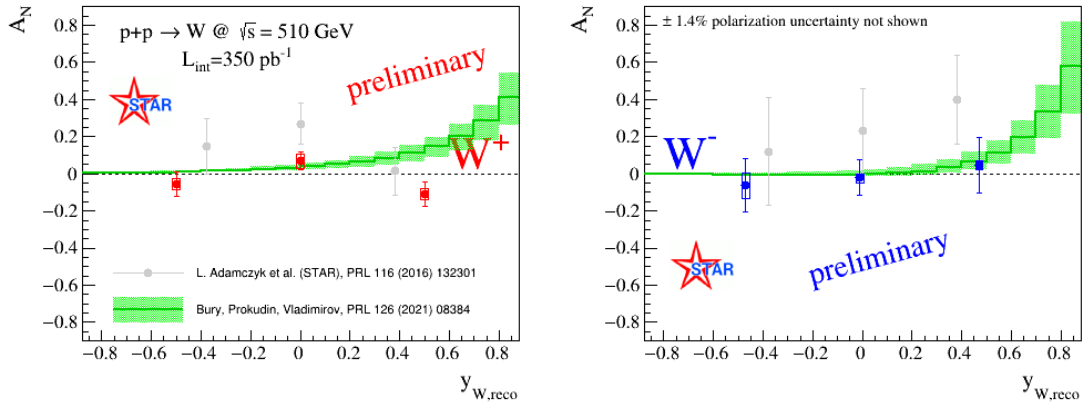 A_N
p+p → W @ √s = 510 GeV
L_int=350 pb⁻¹
preliminary
STAR
W⁺
L. Adamczyk et al. (STAR), PRL 116 (2016) 132301
Bury, Prokudin, Vladimirov, PRL 126 (2021) 08384
0.8
0.6
0.4
0.2
0
−0.2
−0.4
−0.6
−0.8
−0.8 −0.6 −0.4 −0.2 0 0.2 0.4 0.6 0.8
y_W,reco
A_N
± 1.4% polarization uncertainty not shown
W⁻
STAR
preliminary
0.8
0.6
0.4
0.2
0
−0.2
−0.4
−0.6
−0.8
−0.8 −0.6 −0.4 −0.2 0 0.2 0.4 0.6 0.8
y_W,reco